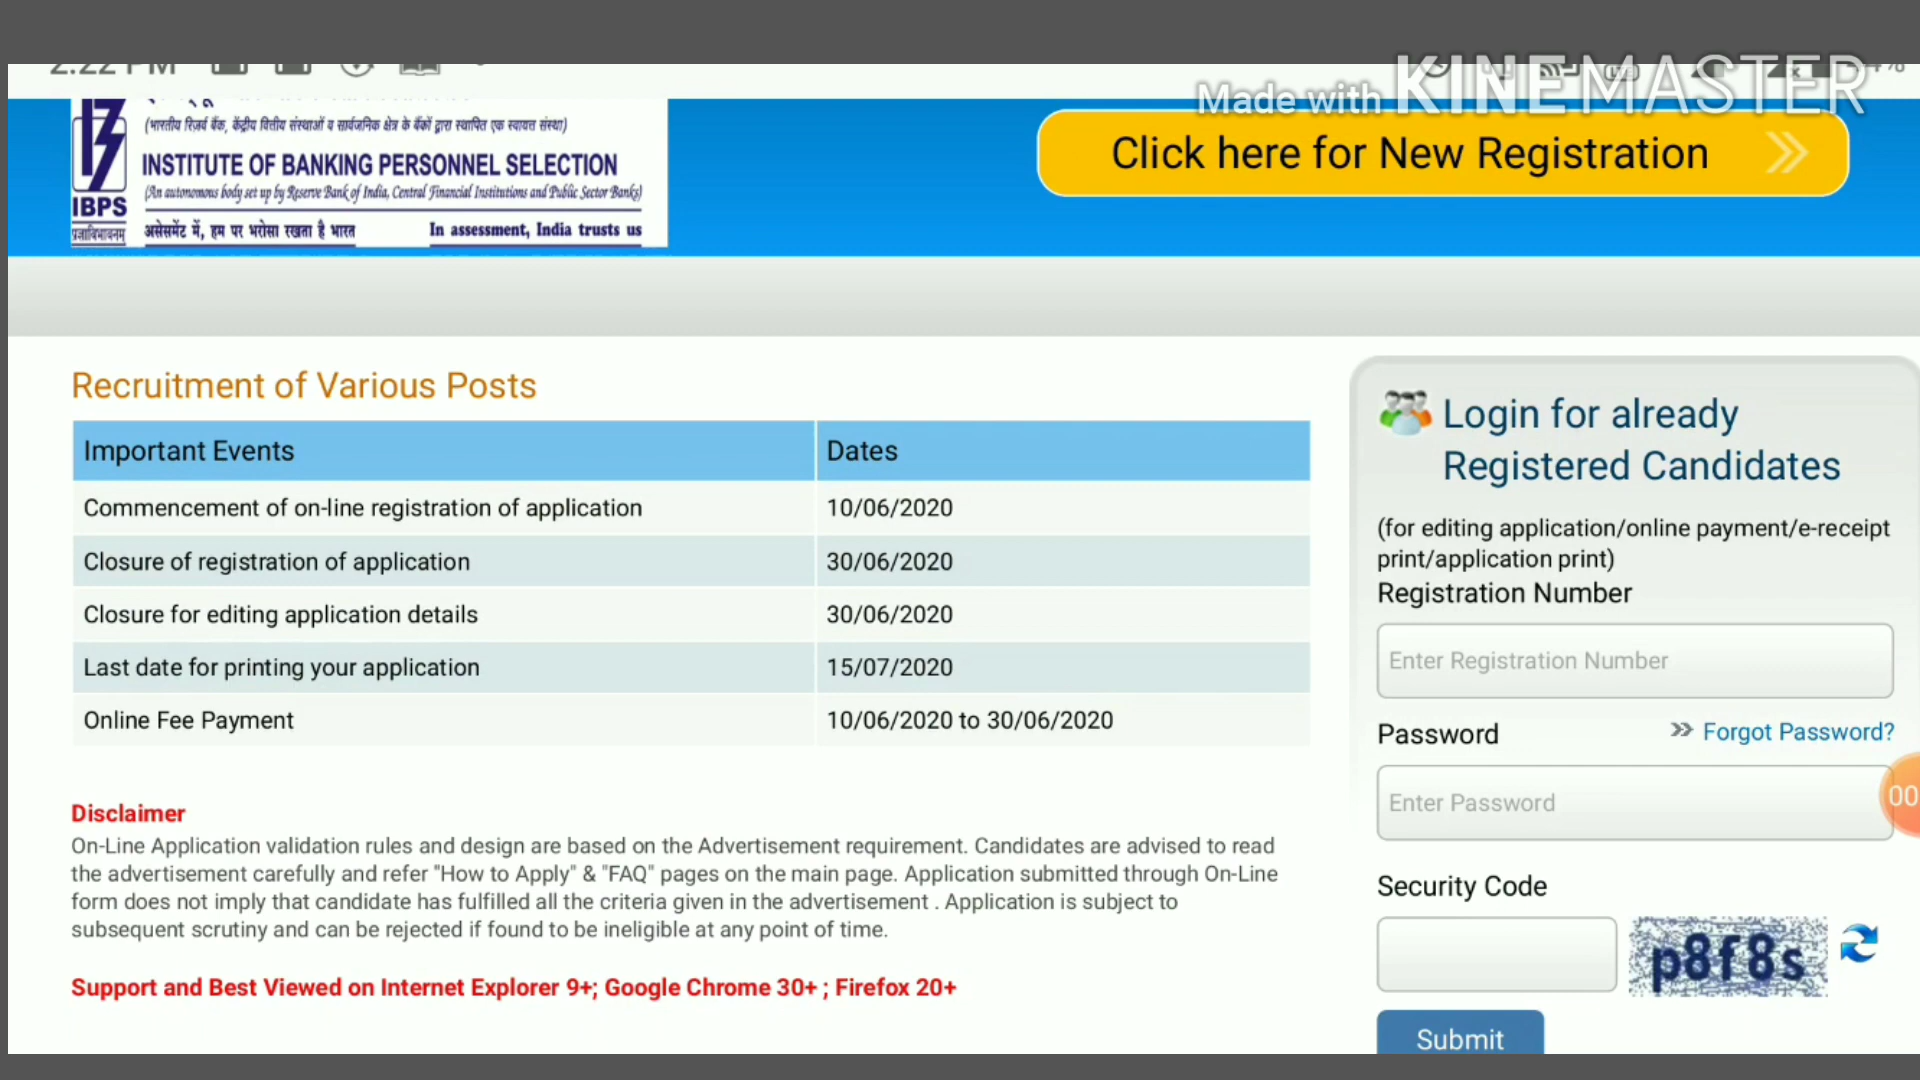 2:22 PM
Made with KINEMASTER
(भारतीय रिज़र्व बैंक, केंद्रीय वित्तीय संस्थाओं व सार्वजनिक क्षेत्र के बैंकों द्वारा स्थापित एक स्वायत्त संस्था)
INSTITUTE OF BANKING PERSONNEL SELECTION
(An autonomous body set up by Reserve Bank of India, Central Financial Institutions and Public Sector Banks)
IBPS
असेसमेंट में, हम पर भरोसा रखता है भारत In assessment, India trusts us
Click here for New Registration
Recruitment of Various Posts
Important Events Dates
Commencement of on-line registration of application 10/06/2020
Closure of registration of application 30/06/2020
Closure for editing application details 30/06/2020
Last date for printing your application 15/07/2020
Online Fee Payment 10/06/2020 to 30/06/2020
Disclaimer
On-Line Application validation rules and design are based on the Advertisement requirement. Candidates are advised to read
the advertisement carefully and refer "How to Apply" & "FAQ" pages on the main page. Application submitted through On-Line
form does not imply that candidate has fulfilled all the criteria given in the advertisement . Application is subject to
subsequent scrutiny and can be rejected if found to be ineligible at any point of time.
Support and Best Viewed on Internet Explorer 9+; Google Chrome 30+ ; Firefox 20+
Login for already
Registered Candidates
(for editing application/online payment/e-receipt
print/application print)
Registration Number
Enter Registration Number
Password Forgot Password?
Enter Password
00
Security Code
p8f8s
Submit